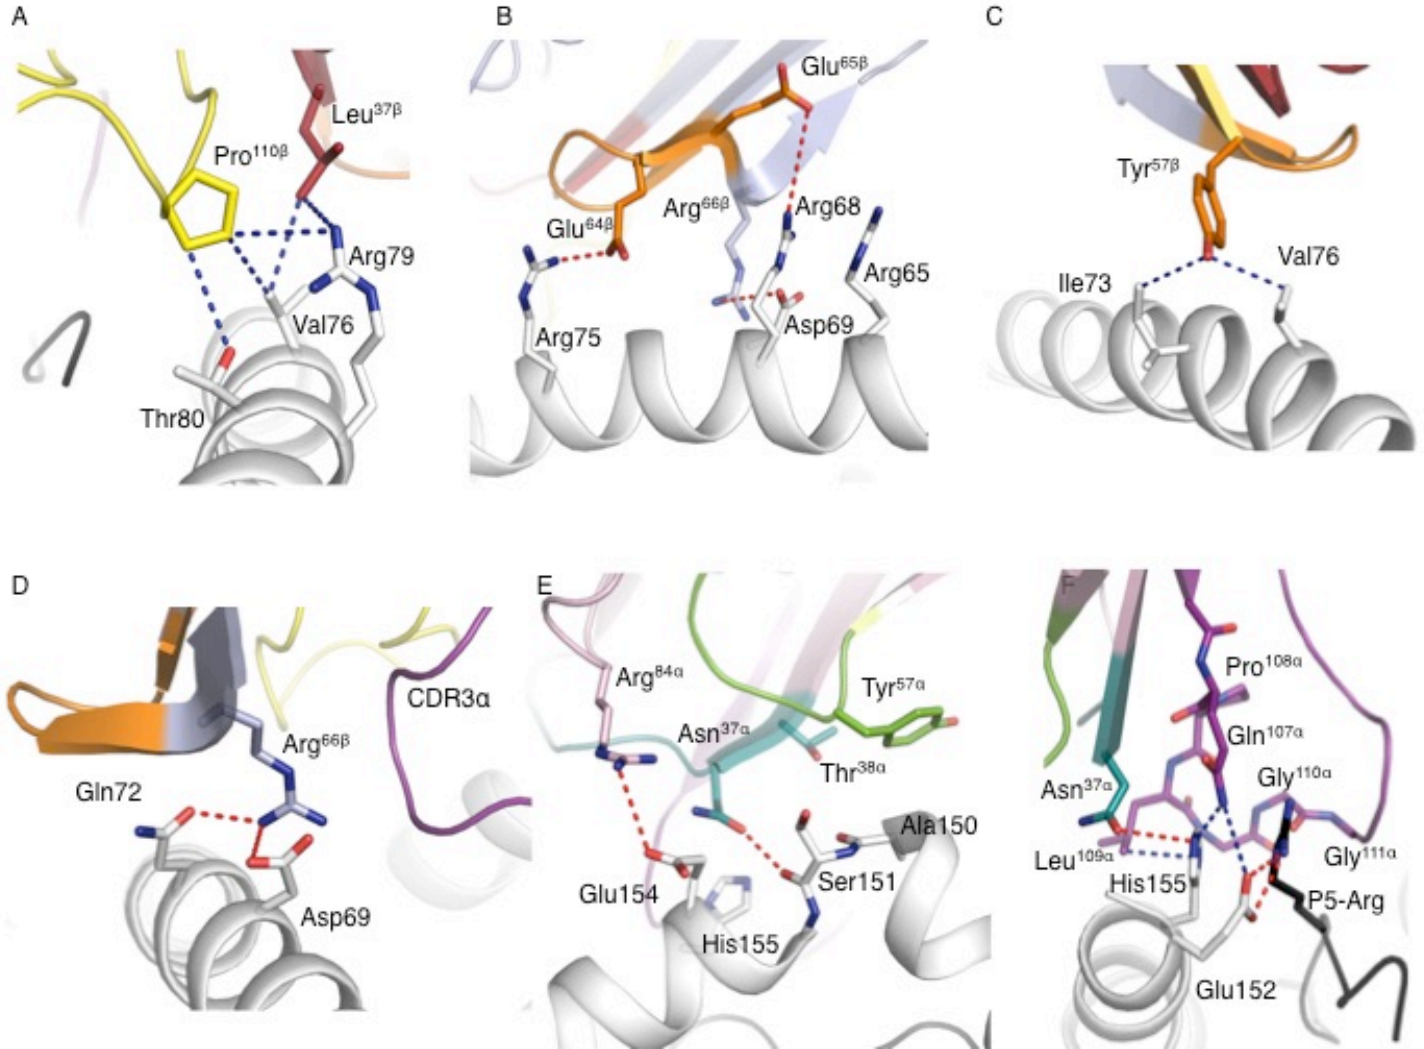 A
B
C
Leu37β
Pro110β
Arg79
Val76
Thr80
Glu65β
Arg66β
Arg68
Glu64β
Arg65
Arg75
Asp69
Tyr57β
Val76
Ile73
D
E
F
CDR3α
Arg66β
Gln72
Asp69
Arg84α
Tyr57α
Asn37α
Thr38α
Ala150
Glu154
Ser151
His155
Pro108α
Gln107α
Gly110α
Asn37α
Leu109α
Gly111α
His155
P5-Arg
Glu152